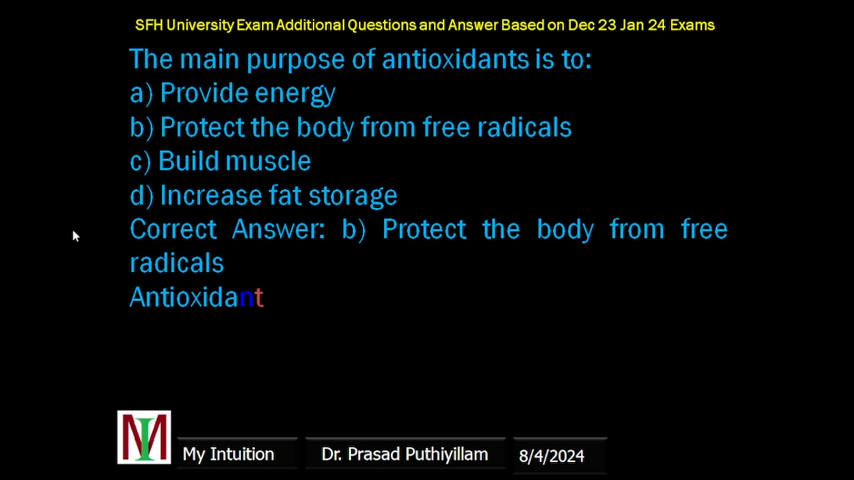 SFH University Exam Additional Questions and Answer Based on Dec 23 Jan 24 Exams
The main purpose of antioxidants is to:
a) Provide energy
b) Protect the body from free radicals
c) Build muscle
d) Increase fat storage
Correct Answer: b) Protect the body from free
radicals
Antioxidant
MI
My Intuition
Dr. Prasad Puthiyillam
8/4/2024